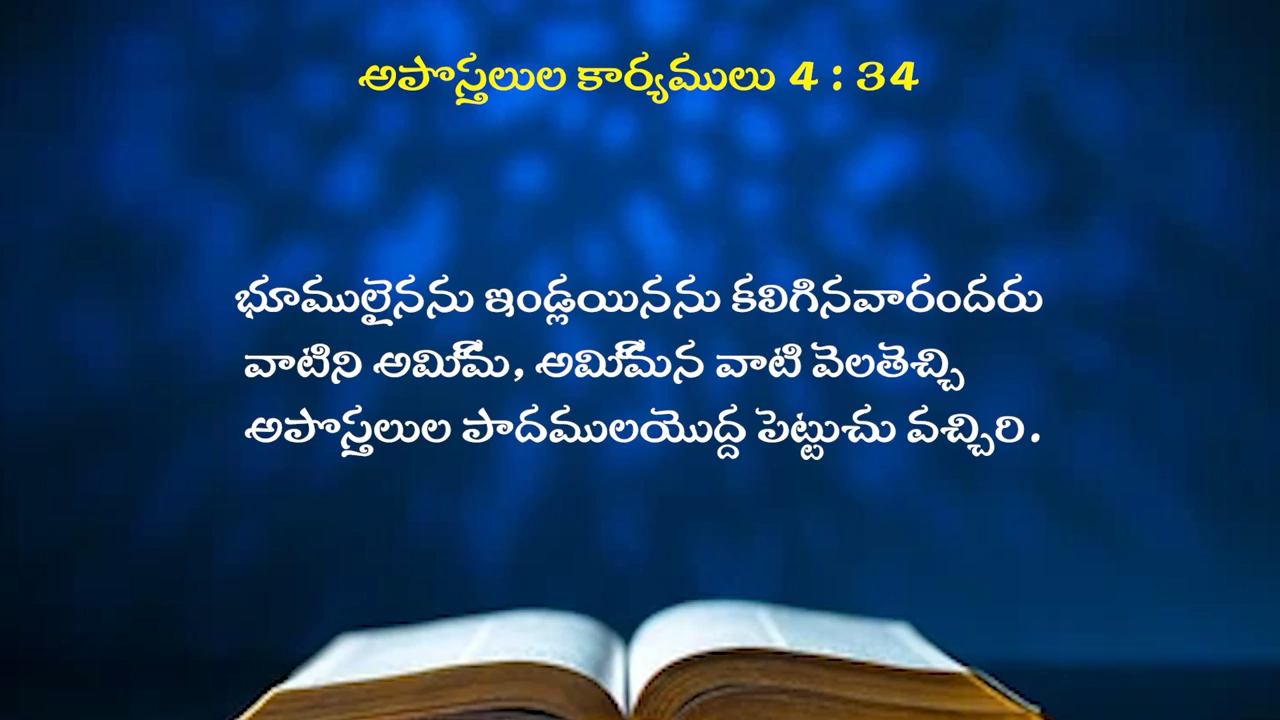 అపొస్తలుల కార్యములు 4 : 34
భూములైనను ఇండ్లయినను కలిగినవారందరు
వాటిని అమ్మి, అమ్మిన వాటి వెలతెచ్చి
అపొస్తలుల పాదములయొద్ద పెట్టుచు వచ్చిరి.